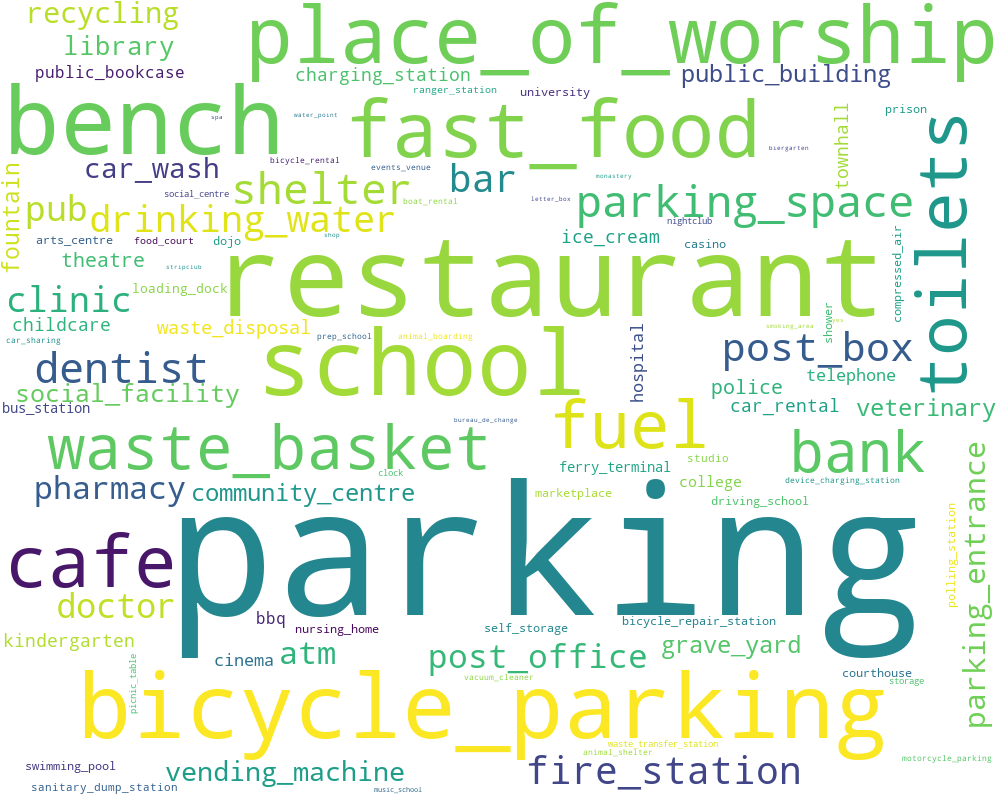 recycling
place_of_worship
library
public_bookcase
charging_station
public_building
ranger_station
university
bench
fast_food
spa
water_point
townhall
prison
toilets
biergarten
car_wash
bicycle_rental
events_venue
bar
fountain
shelter
monastery
parking_space
social_centre
boat_rental
letter_box
pub
drinking_water
nightclub
arts_centre
food_court
dojo
shop
ice_cream
casino
compressed_air
theatre
stripclub
restaurant
clinic
loading_dock
childcare
waste_disposal
school
car_sharing
prep_school
animal_boarding
smoking_area
yes
shower
hospital
dentist
post_box
social_facility
police
telephone
bus_station
fuel
car_rental
veterinary
bureau_de_change
waste_basket
bank
studio
clock
ferry_terminal
college
device_charging_station
pharmacy
community_centre
marketplace
driving_school
parking_entrance
parking
polling_station
cafe
doctor
bbq
nursing_home
self_storage
bicycle_repair_station
kindergarten
cinema
atm
post_office
grave_yard
courthouse
picnic_table
vacuum_cleaner
storage
bicycle_parking
waste_transfer_station
animal_shelter
motorcycle_parking
swimming_pool
vending_machine
fire_station
sanitary_dump_station
music_school